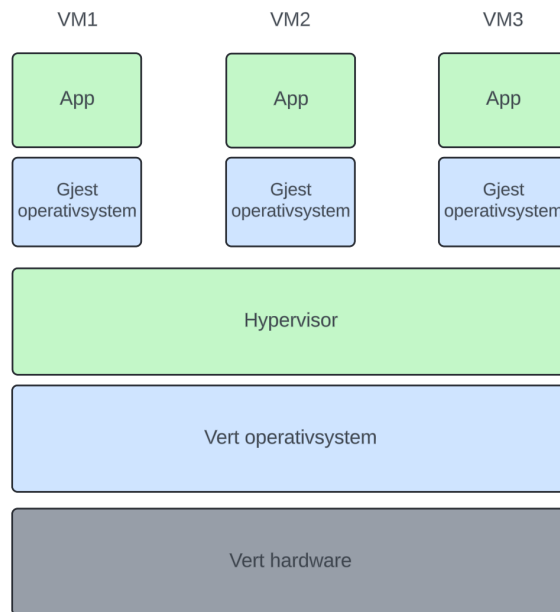 VM1 VM2 VM3
App App App
Gjest Gjest Gjest
operativsystem operativsystem operativsystem
Hypervisor
Vert operativsystem
Vert hardware